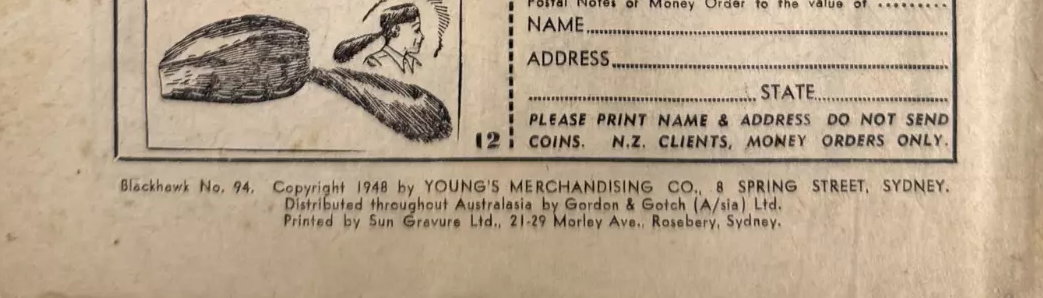 Postal Notes or Money Order to the value of .........
NAME
ADDRESS
STATE
PLEASE PRINT NAME & ADDRESS DO NOT SEND
COINS. N.Z. CLIENTS, MONEY ORDERS ONLY.
12
Blackhawk No. 94. Copyright 1948 by YOUNG'S MERCHANDISING CO., 8 SPRING STREET, SYDNEY.
Distributed throughout Australasia by Gordon & Gotch (A/sia) Ltd.
Printed by Sun Gravure Ltd., 21-29 Morley Ave., Rosebery, Sydney.